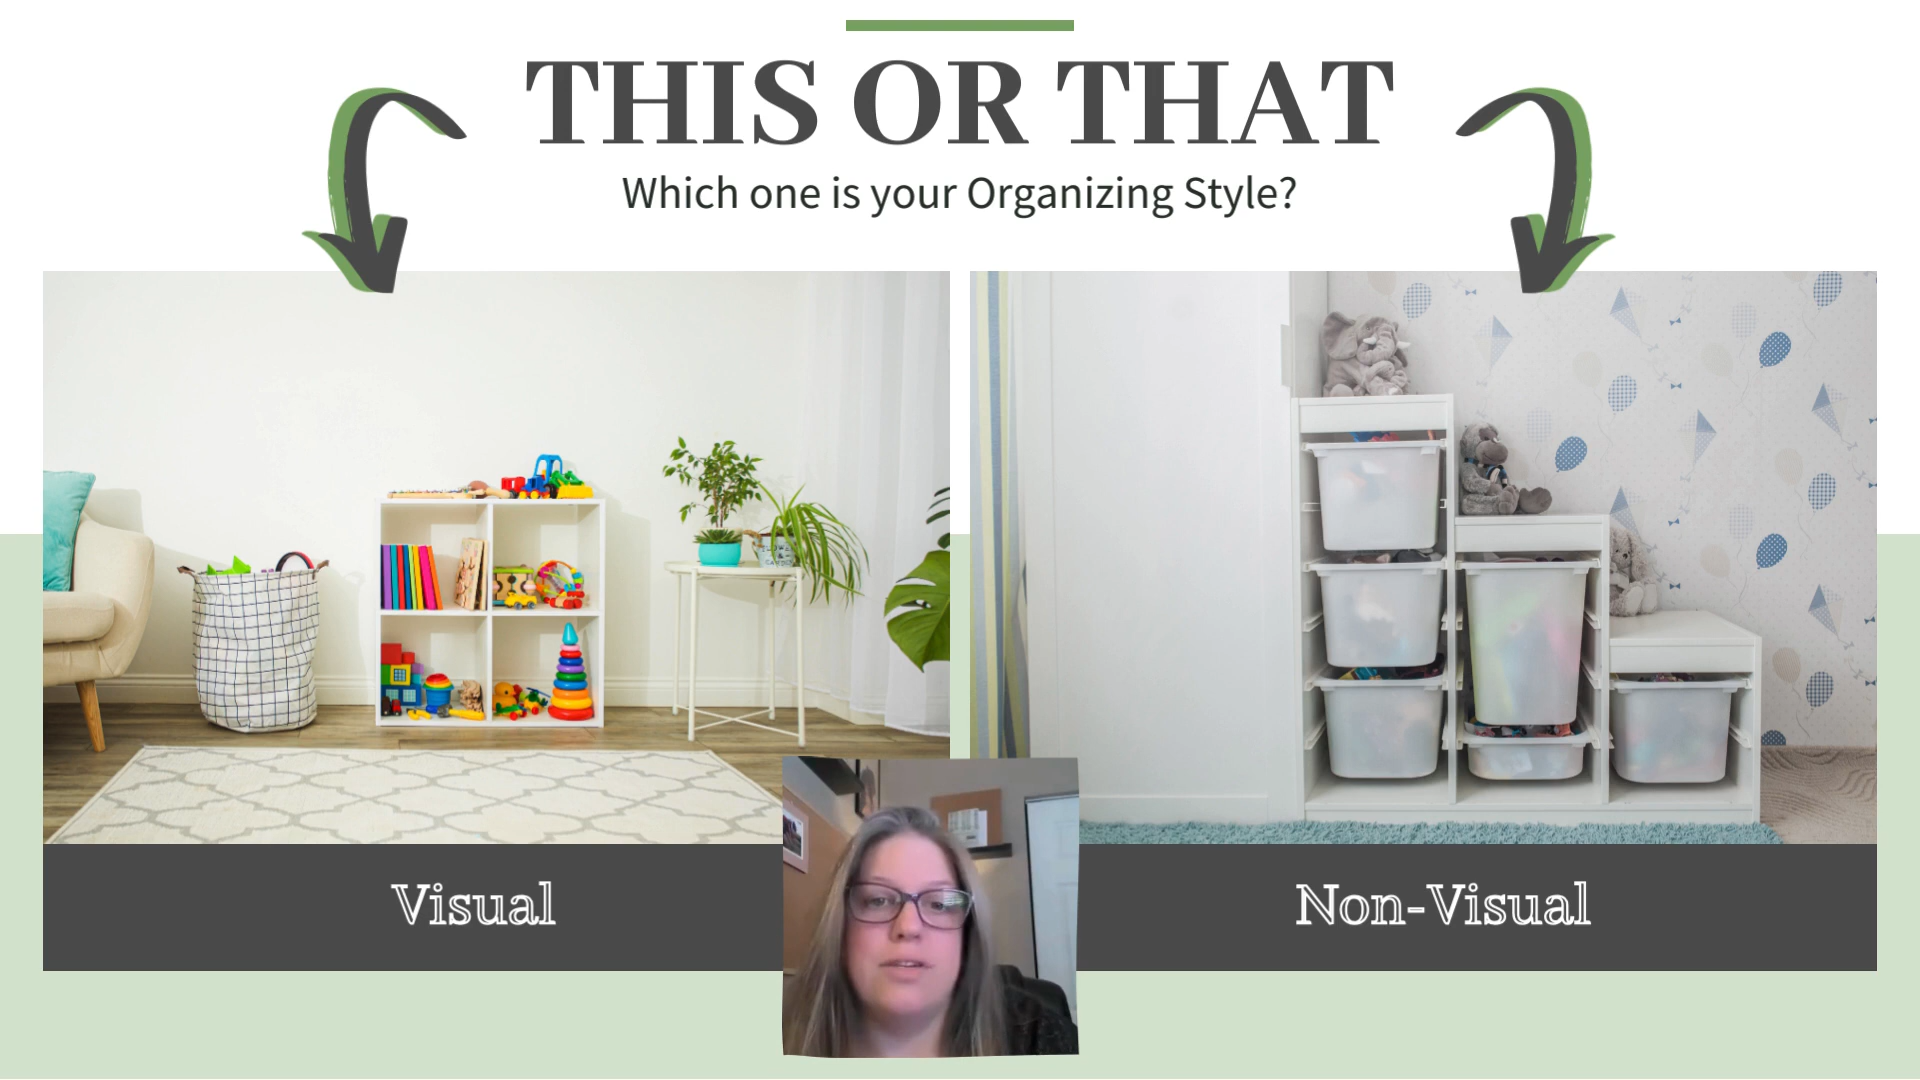 THIS OR THAT
Which one is your Organizing Style?
Visual
Non-Visual